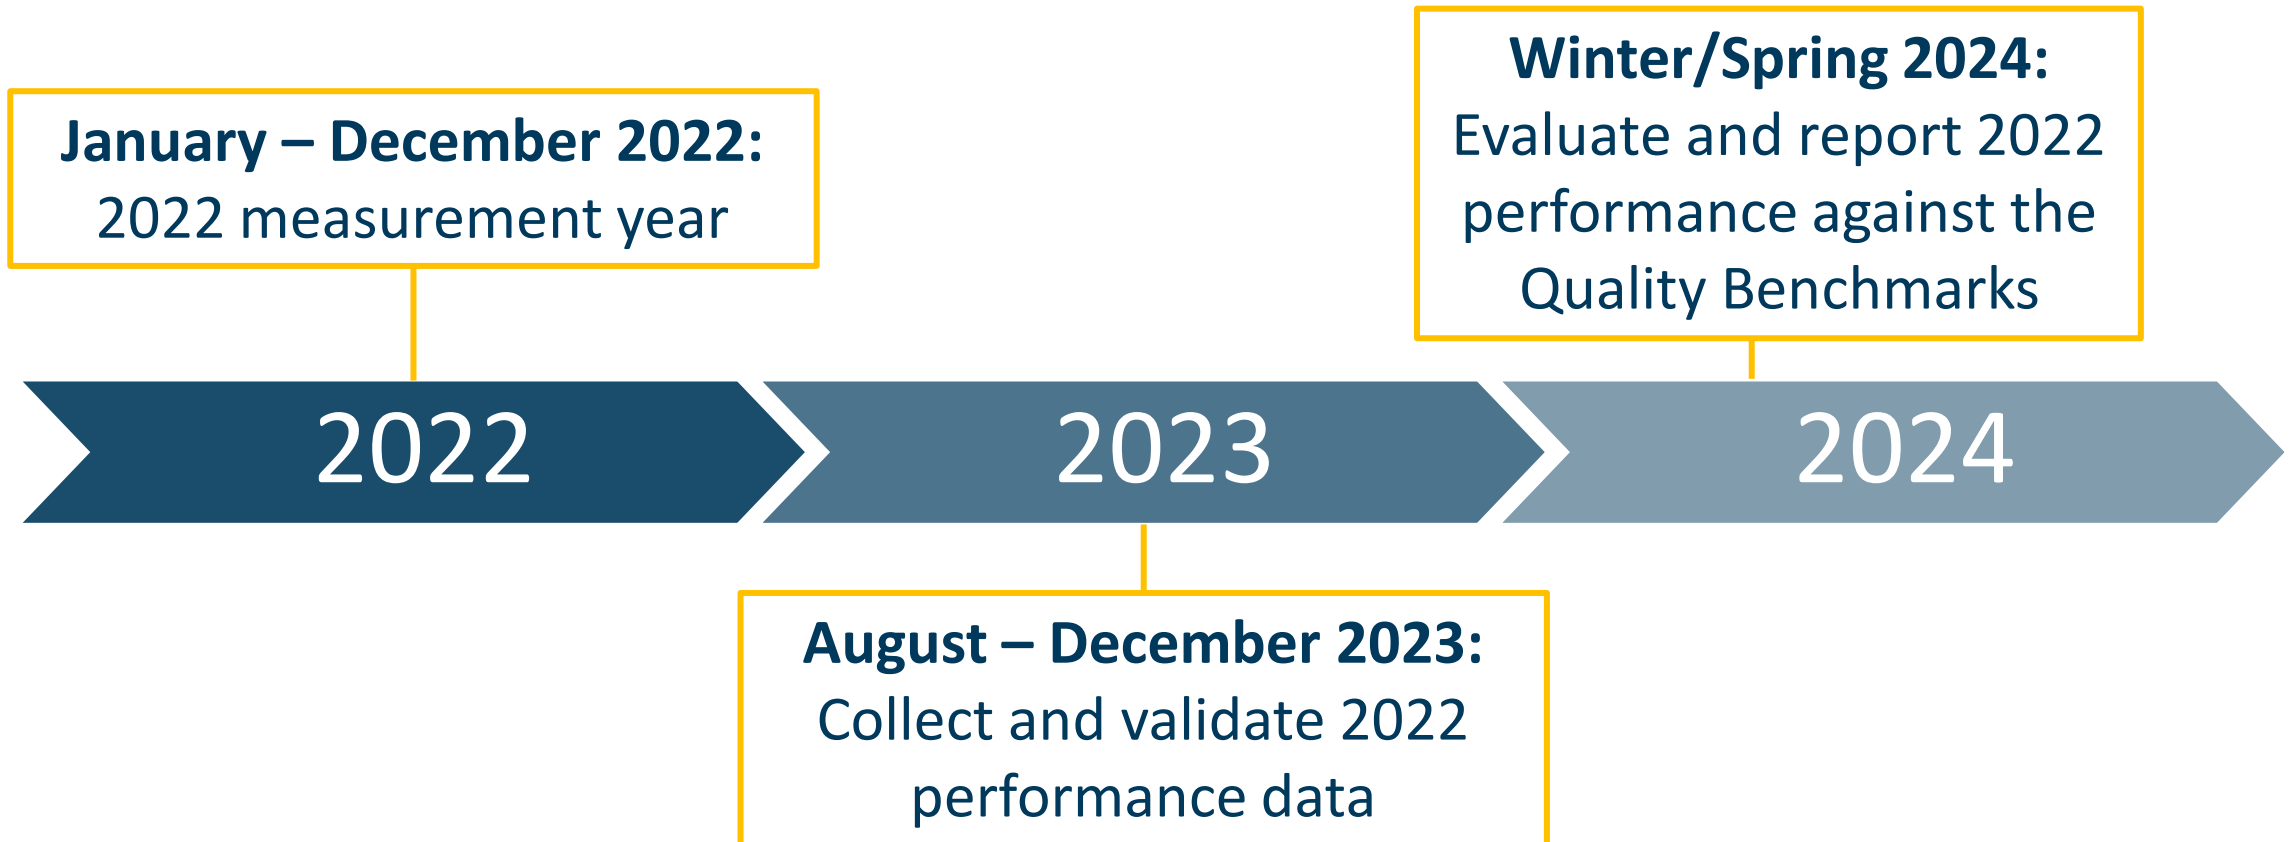 January – December 2022:
2022 measurement year
Winter/Spring 2024:
Evaluate and report 2022
performance against the
Quality Benchmarks
2022
2023
2024
August – December 2023:
Collect and validate 2022
performance data